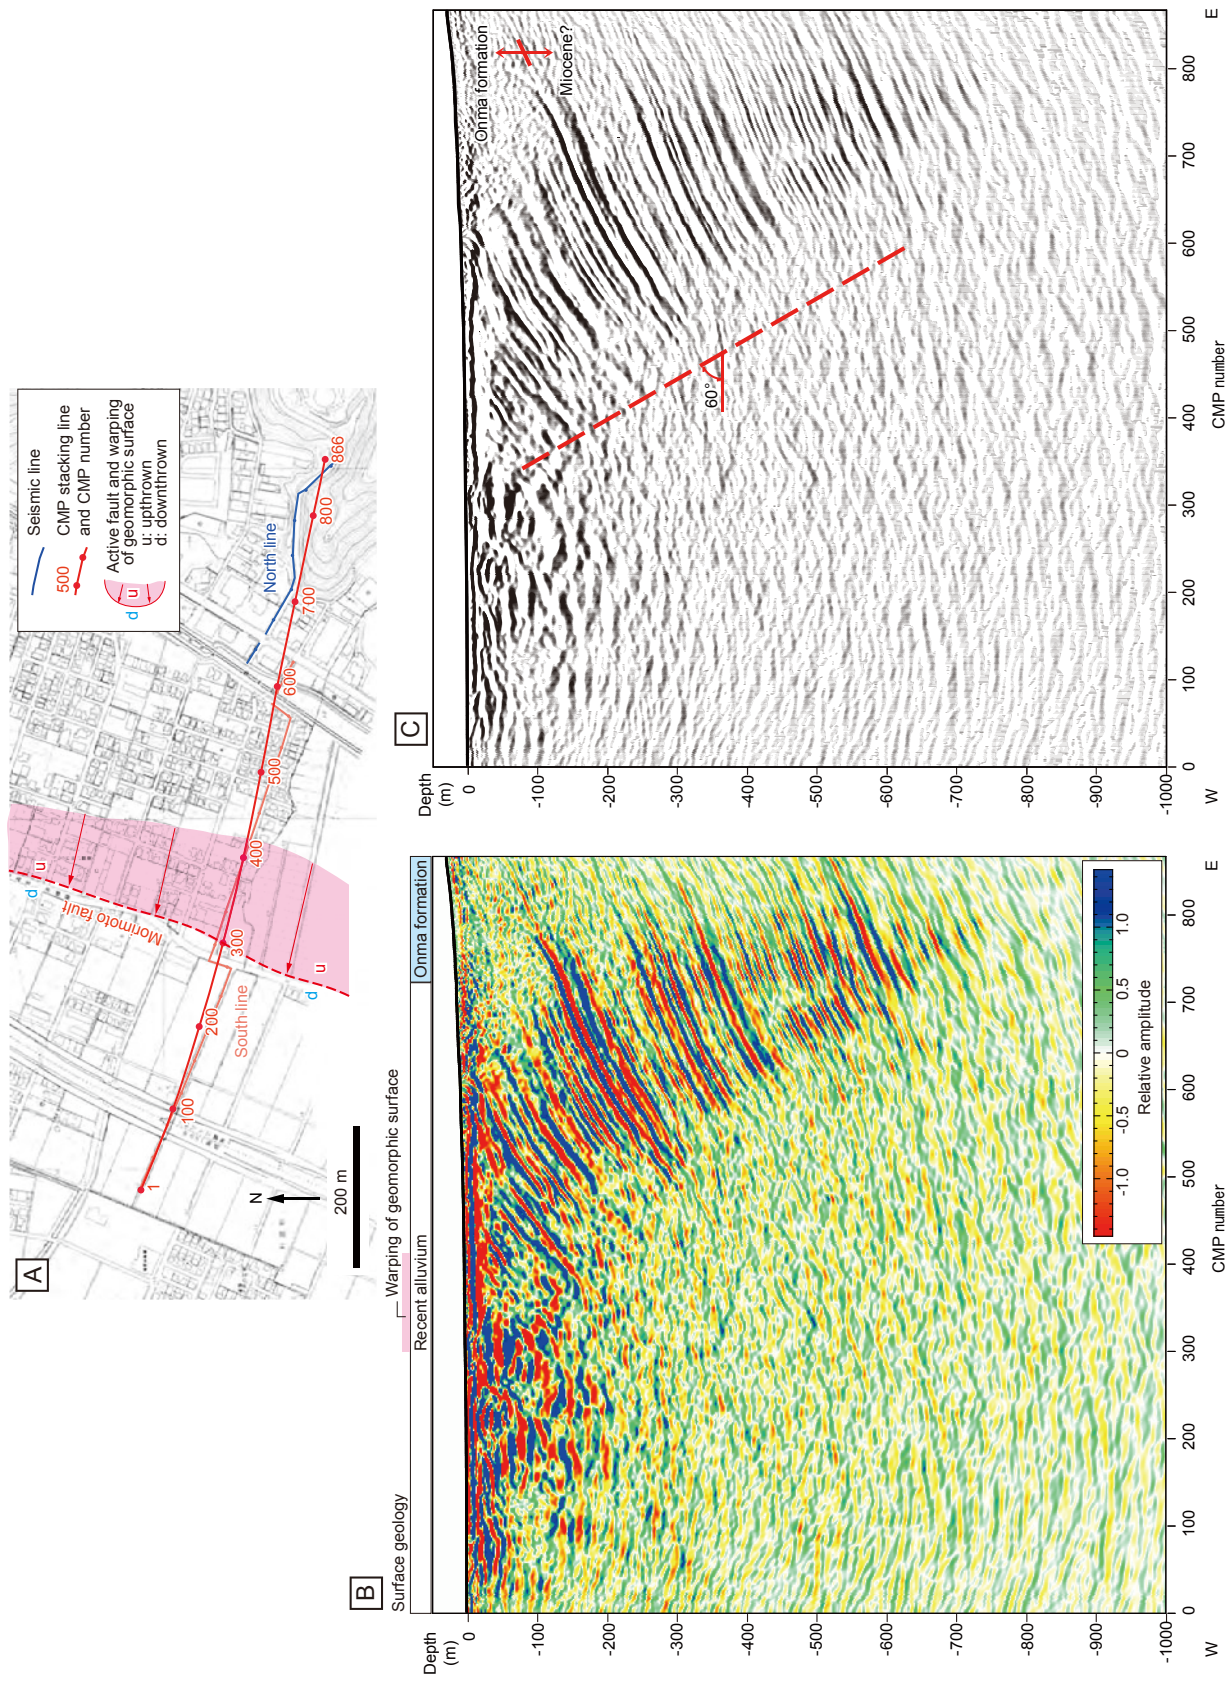 A
Seismic line
500
CMP stacking line
and CMP number
Active fault and warping
of geomorphic surface
u: upthrown
d: downthrown
d
u
d
u
Morimoto fault
d
u
North line
South line
1
100
200
300
400
500
600
700
800
866
N
200 m
B
Surface geology
Warping of geomorphic surface
Recent alluvium
Onma formation
Depth
(m)
0
-100
-200
-300
-400
-500
-600
-700
-800
-900
-1000
0
100
200
300
400
500
600
700
800
W
CMP number
E
-1.0
-0.5
0
0.5
1.0
Relative amplitude
C
Onma formation
Miocene?
60°
Depth
(m)
0
-100
-200
-300
-400
-500
-600
-700
-800
-900
-1000
0
100
200
300
400
500
600
700
800
W
CMP number
E